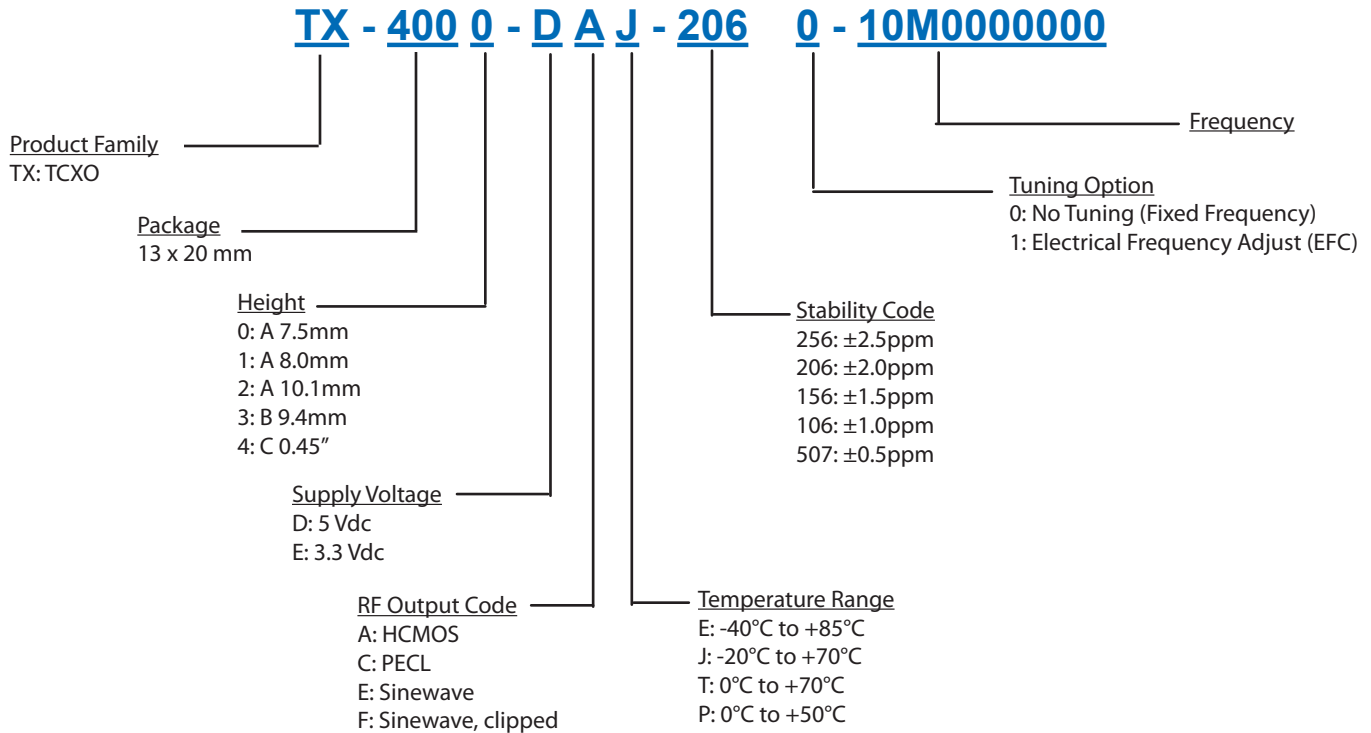 TX - 400 0 - D A J - 206 0 - 10M0000000
Product Family
TX: TCXO
Package
13 x 20 mm
Height
0: A 7.5mm
1: A 8.0mm
2: A 10.1mm
3: B 9.4mm
4: C 0.45”
Supply Voltage
D: 5 Vdc
E: 3.3 Vdc
RF Output Code
A: HCMOS
C: PECL
E: Sinewave
F: Sinewave, clipped
Temperature Range
E: -40°C to +85°C
J: -20°C to +70°C
T: 0°C to +70°C
P: 0°C to +50°C
Stability Code
256: ±2.5ppm
206: ±2.0ppm
156: ±1.5ppm
106: ±1.0ppm
507: ±0.5ppm
Tuning Option
0: No Tuning (Fixed Frequency)
1: Electrical Frequency Adjust (EFC)
Frequency